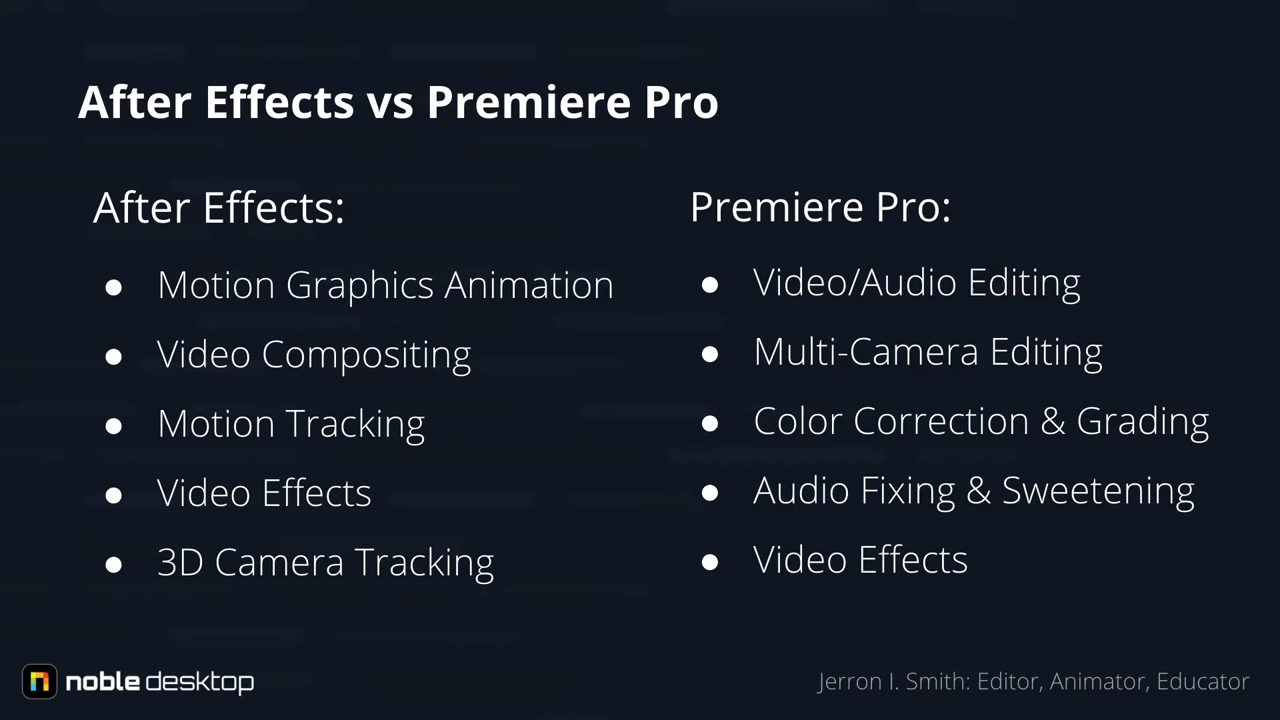 After Effects vs Premiere Pro
After Effects:
● Motion Graphics Animation
● Video Compositing
● Motion Tracking
● Video Effects
● 3D Camera Tracking
Premiere Pro:
● Video/Audio Editing
● Multi-Camera Editing
● Color Correction & Grading
● Audio Fixing & Sweetening
● Video Effects
n noble desktop
Jerron I. Smith: Editor, Animator, Educator